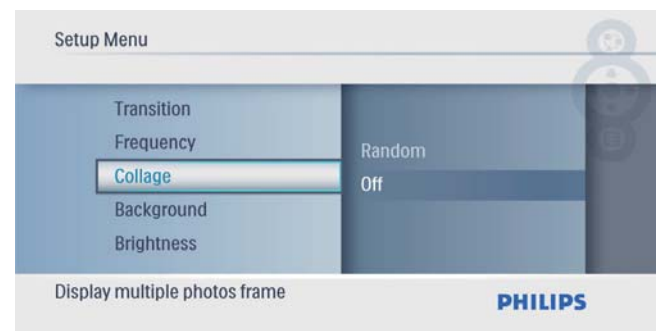 Setup Menu
Transition
Frequency
Collage
Background
Brightness
Random
Off
Display multiple photos frame
PHILIPS